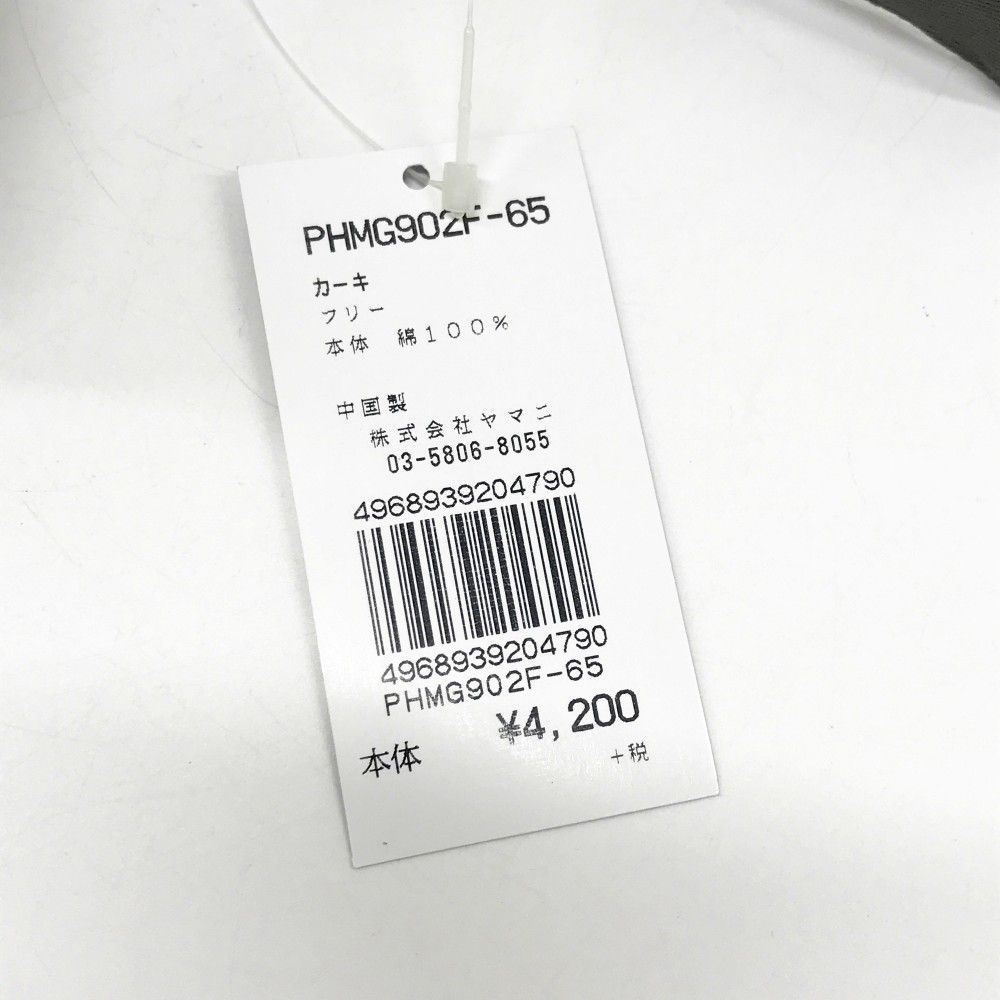 PHMG902F-65
カーキ
フリー
本体 綿100%
中国製
株式会社ヤマニ
03-5806-8055
4968939204790
4968939204790
PHMG902F-65
本体 ¥4,200
+税